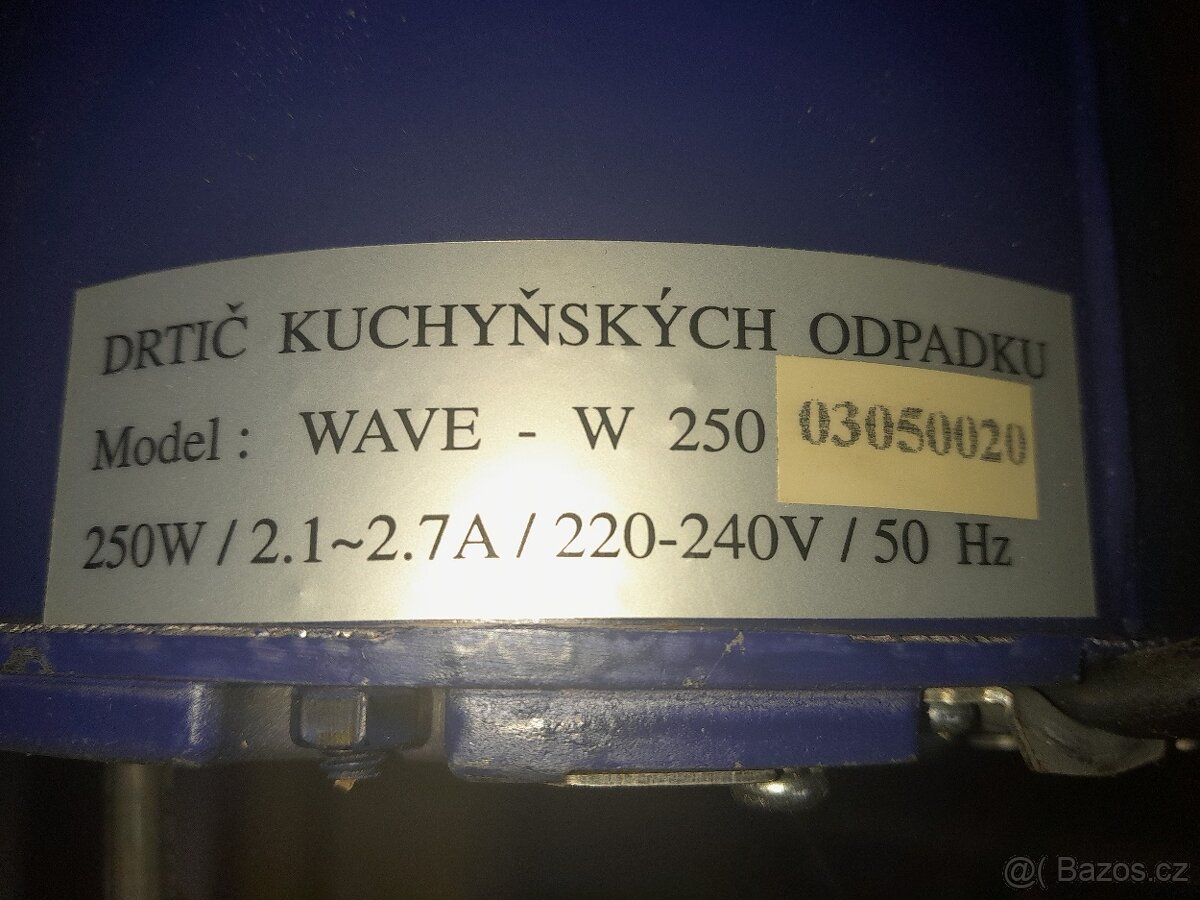 DRTIČ KUCHYŇSKÝCH ODPADKU
Model : WAVE - W 250 03050020
250W / 2.1~2.7A / 220-240V / 50 Hz
@( Bazos.cz